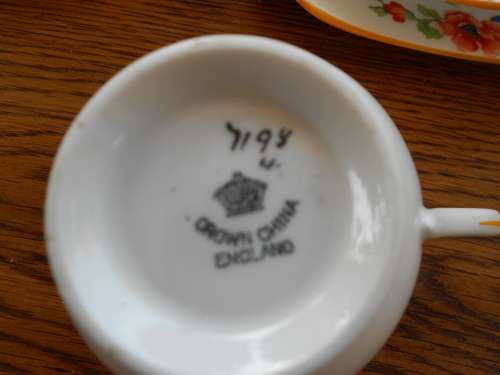 7198
4.
CROWN CHINA
ENGLAND